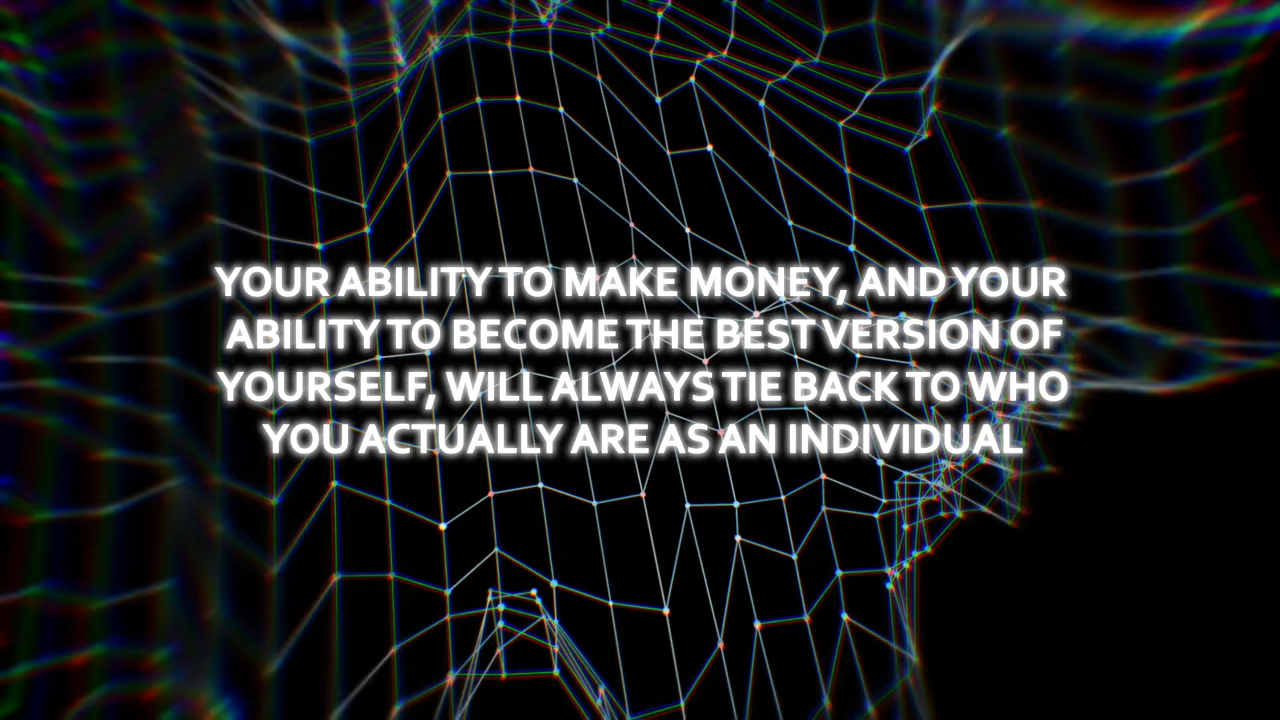 YOUR ABILITY TO MAKE MONEY, AND YOUR
ABILITY TO BECOME THE BEST VERSION OF
YOURSELF, WILL ALWAYS TIE BACK TO WHO
YOU ACTUALLY ARE AS AN INDIVIDUAL